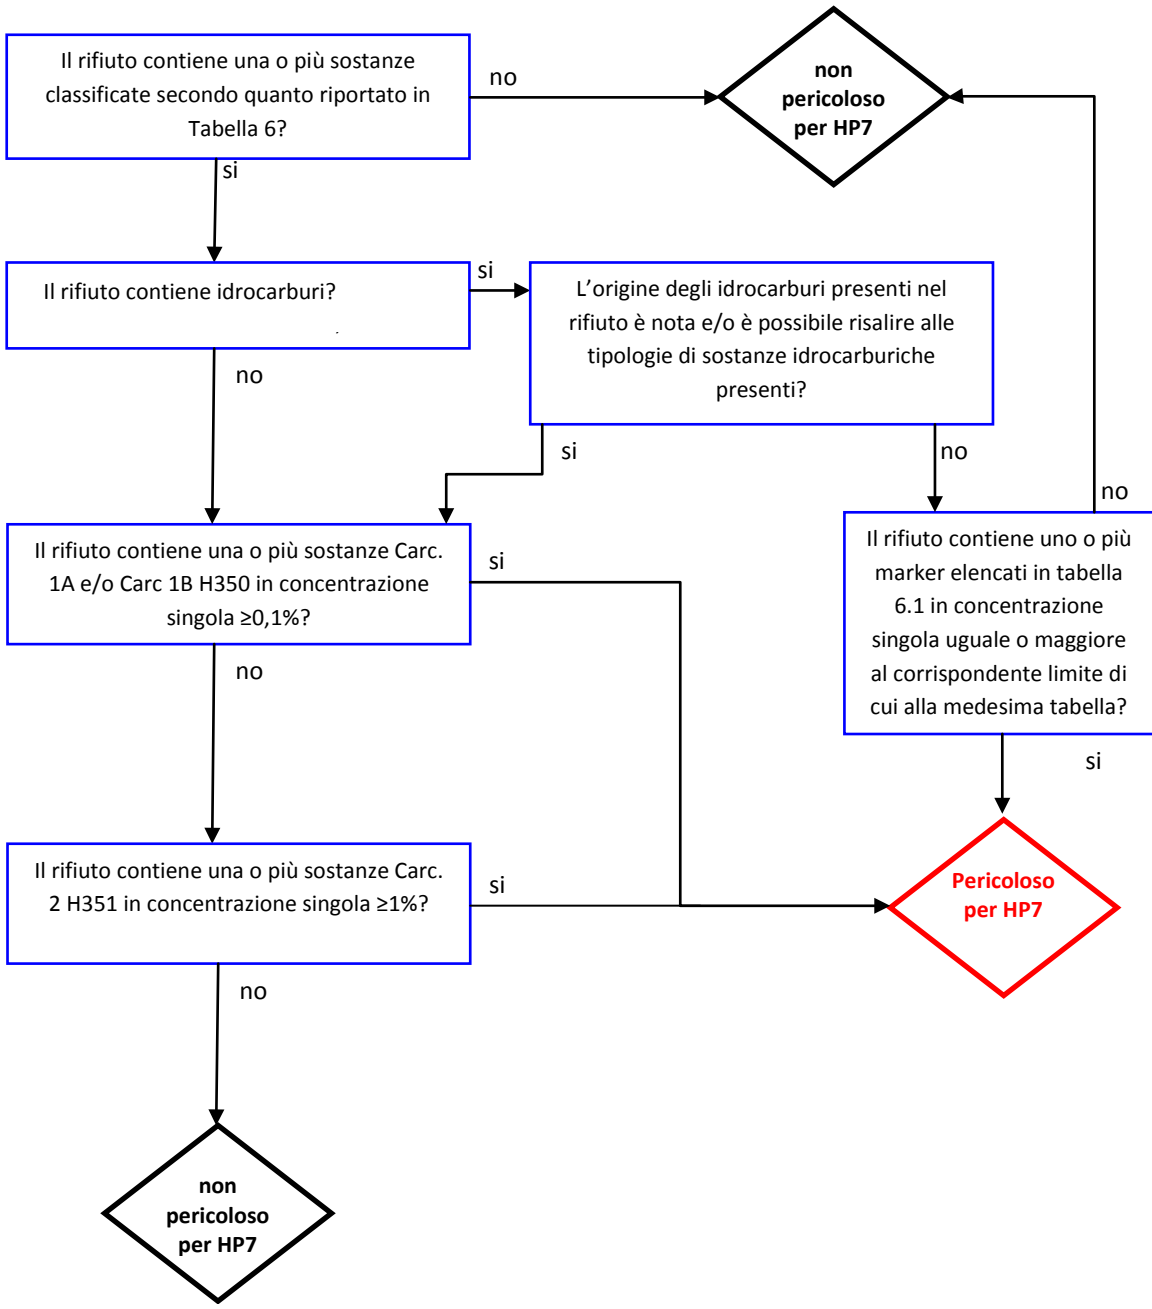 Il rifiuto contiene una o più sostanze
classificate secondo quanto riportato in
Tabella 6?
no
non
pericoloso
per HP7
si
Il rifiuto contiene idrocarburi?
si
L’origine degli idrocarburi presenti nel
rifiuto è nota e/o è possibile risalire alle
tipologie di sostanze idrocarburiche
presenti?
no
si
no
no
Il rifiuto contiene una o più sostanze Carc.
1A e/o Carc 1B H350 in concentrazione
singola ≥0,1%?
si
Il rifiuto contiene uno o più
marker elencati in tabella
6.1 in concentrazione
singola uguale o maggiore
al corrispondente limite di
cui alla medesima tabella?
no
si
Il rifiuto contiene una o più sostanze Carc.
2 H351 in concentrazione singola ≥1%?
si
Pericoloso
per HP7
no
non
pericoloso
per HP7